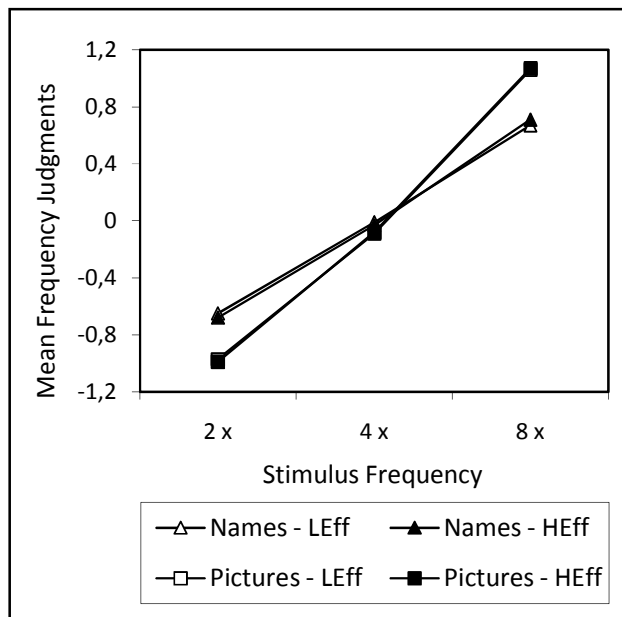 1,2
0,8
0,4
0
-0,4
-0,8
-1,2
Mean Frequency Judgments
2 x 4 x 8 x
Stimulus Frequency
Names - LEff Names - HEff
Pictures - LEff Pictures - HEff